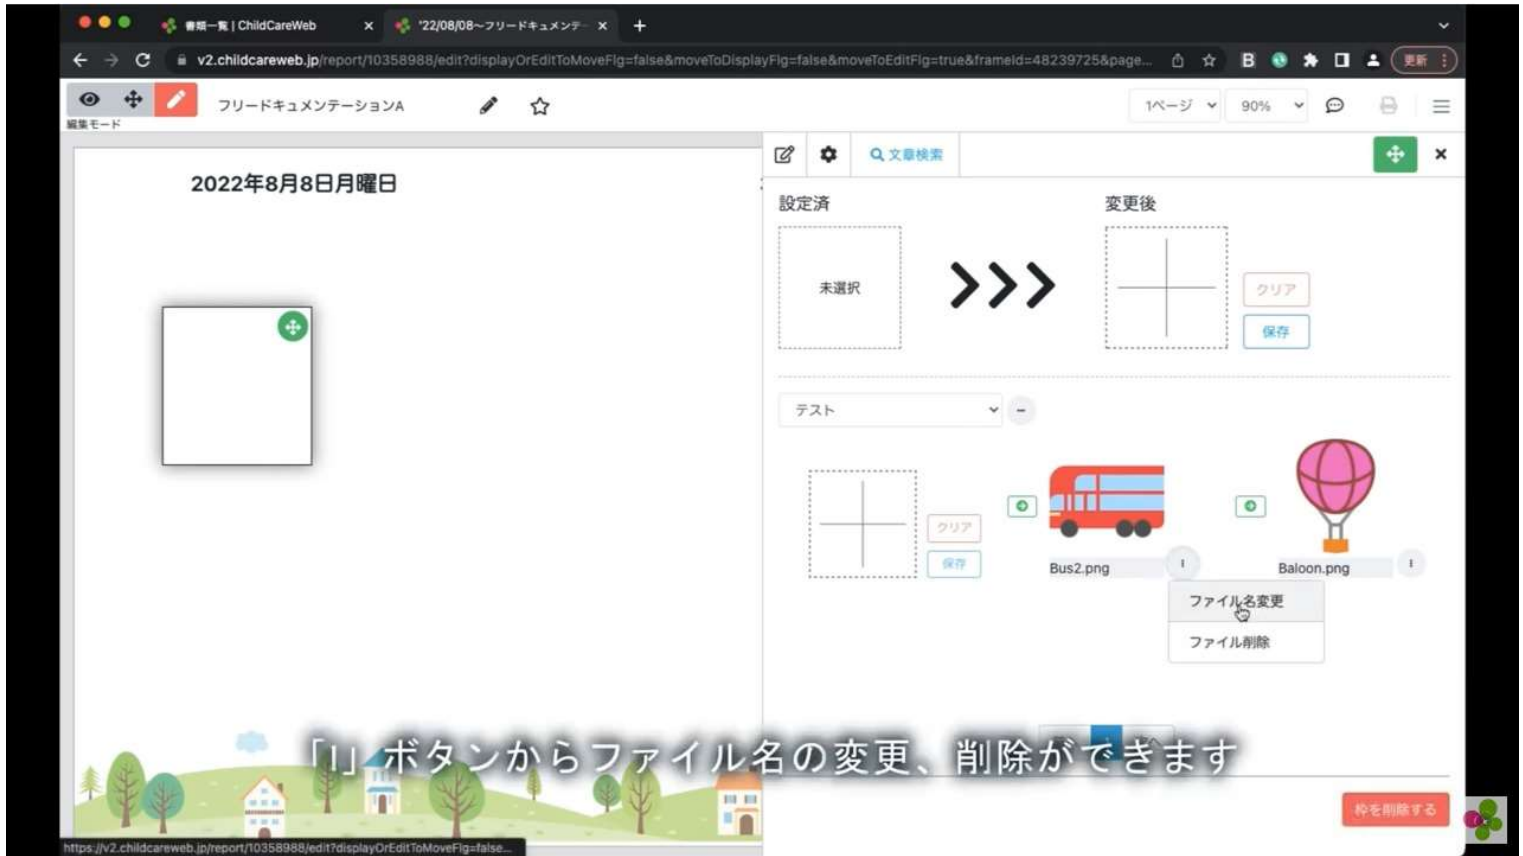 書類一覧 | ChildCareWeb
'22/08/08~フリードキュメンテー
v2.childcareweb.jp/report/10358988/edit?displayOrEditToMoveFlg=false&moveToDisplayFlg=false&moveToEditFlg=true&frameId=48239725&page...
更新
編集モード
フリードキュメンテーションA
1ページ
90%
文章検索
2022年8月8日月曜日
設定済
変更後
未選択
クリア
保存
テスト
クリア
保存
Bus2.png
Baloon.png
ファイル名変更
ファイル削除
「⁞」ボタンからファイル名の変更、削除ができます
枠を削除する
https://v2.childcareweb.jp/report/10358988/edit?displayOrEditToMoveFlg=false...